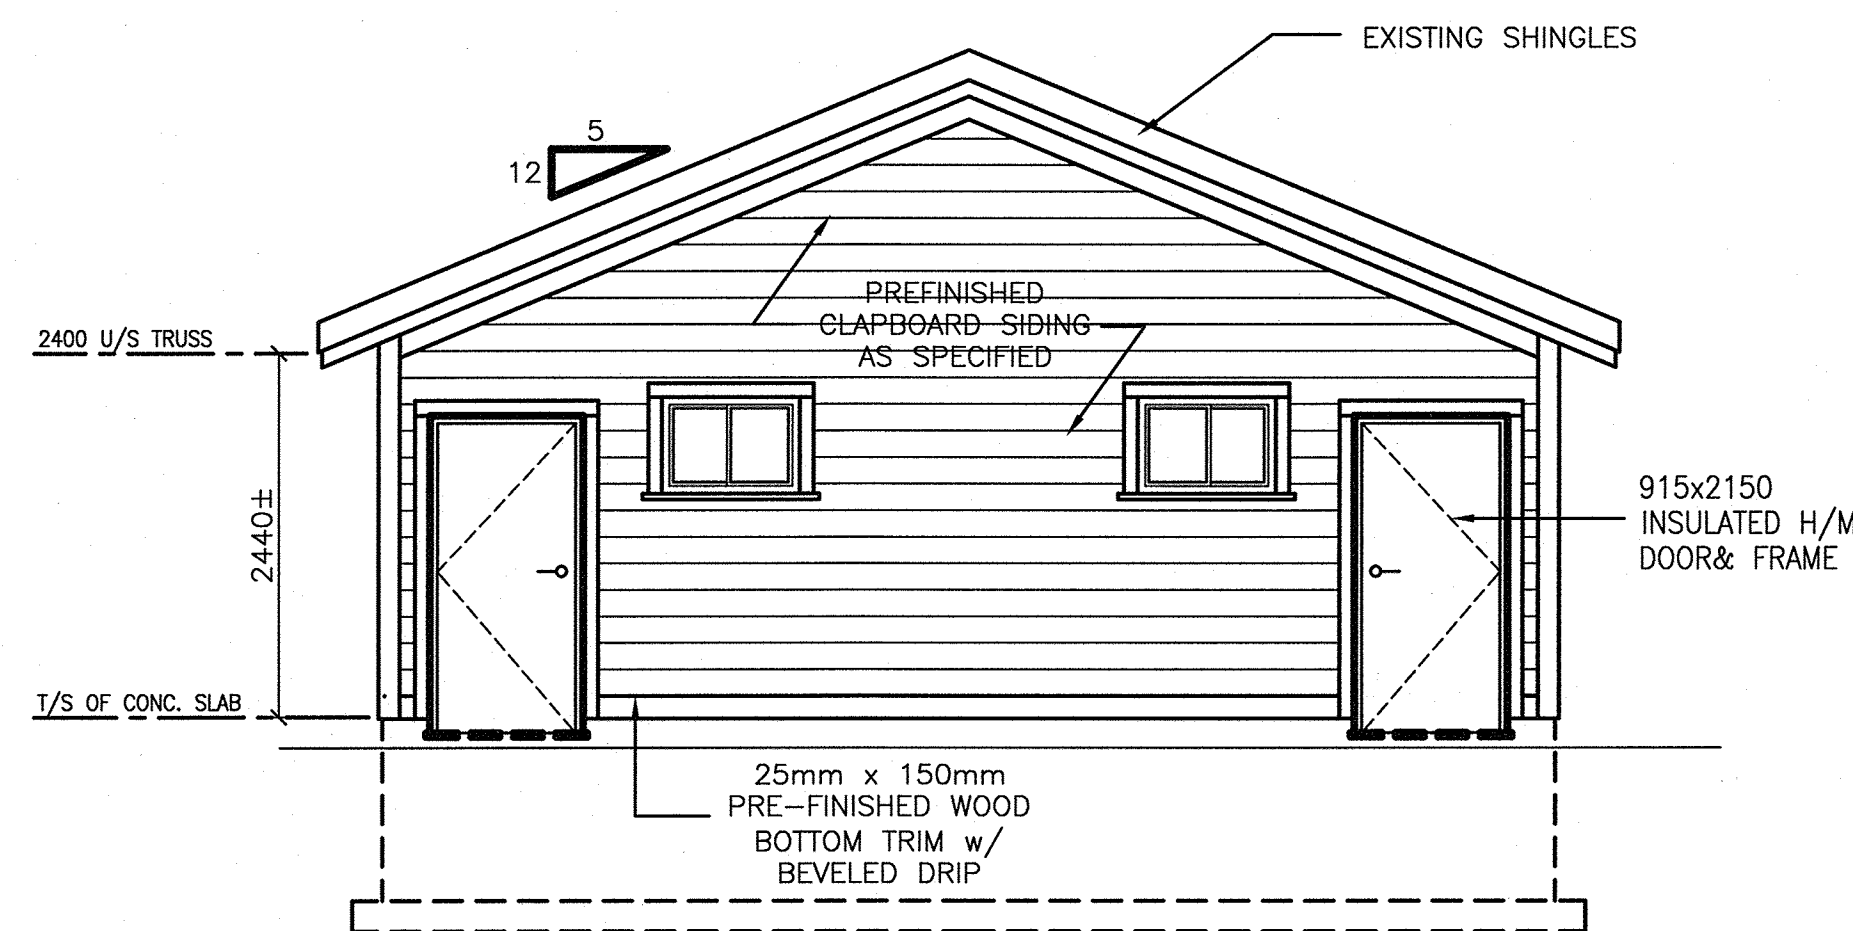 EXISTING SHINGLES
5
12
PREFINISHED
CLAPBOARD SIDING
AS SPECIFIED
2400 U/S TRUSS
2440±
915x2150
INSULATED H/M
DOOR& FRAME
T/S OF CONC. SLAB
25mm x 150mm
PRE-FINISHED WOOD
BOTTOM TRIM w/
BEVELED DRIP